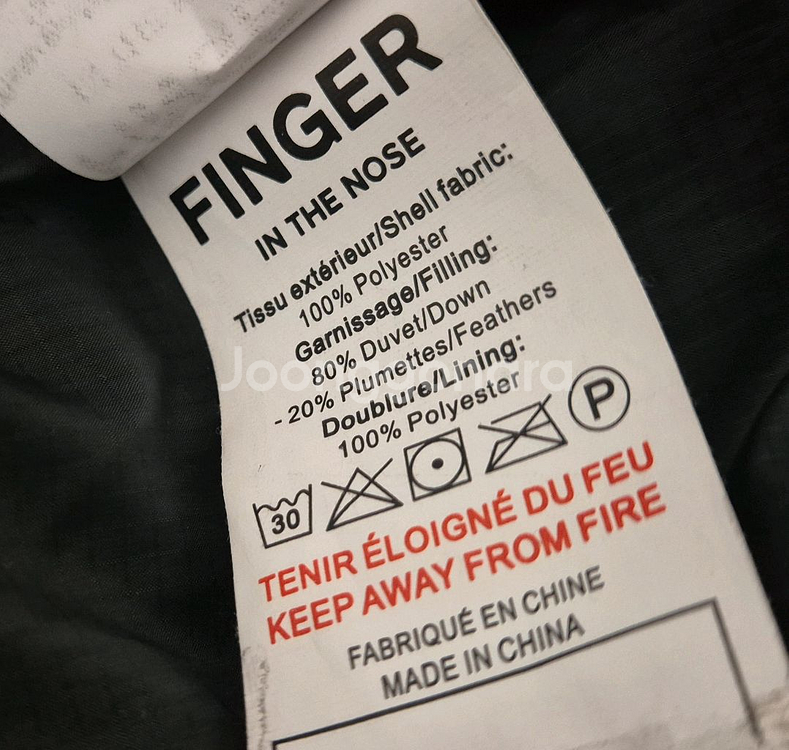 FINGER
IN THE NOSE
Tissu extérieur/Shell fabric:
100% Polyester
Garnissage/Filling:
80% Duvet/Down
- 20% Plumettes/Feathers
Doublure/Lining:
100% Polyester
30
P
TENIR ÉLOIGNÉ DU FEU
KEEP AWAY FROM FIRE
FABRIQUÉ EN CHINE
MADE IN CHINA